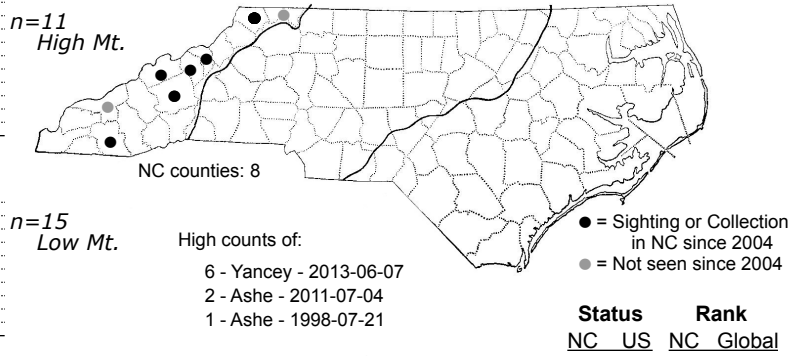 n=11
High Mt.
NC counties: 8
n=15
Low Mt.
High counts of:
6 - Yancey - 2013-06-07
2 - Ashe - 2011-07-04
1 - Ashe - 1998-07-21
= Sighting or Collection
in NC since 2004
= Not seen since 2004
Status Rank
NC US NC Global